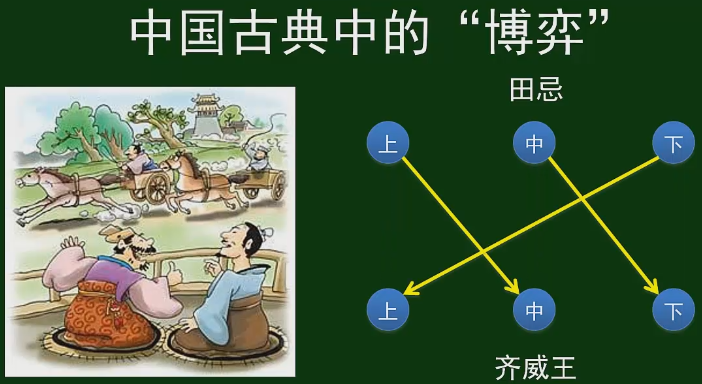 中国古典中的“博弈”
田忌
上 中 下
上 中 下
齐威王